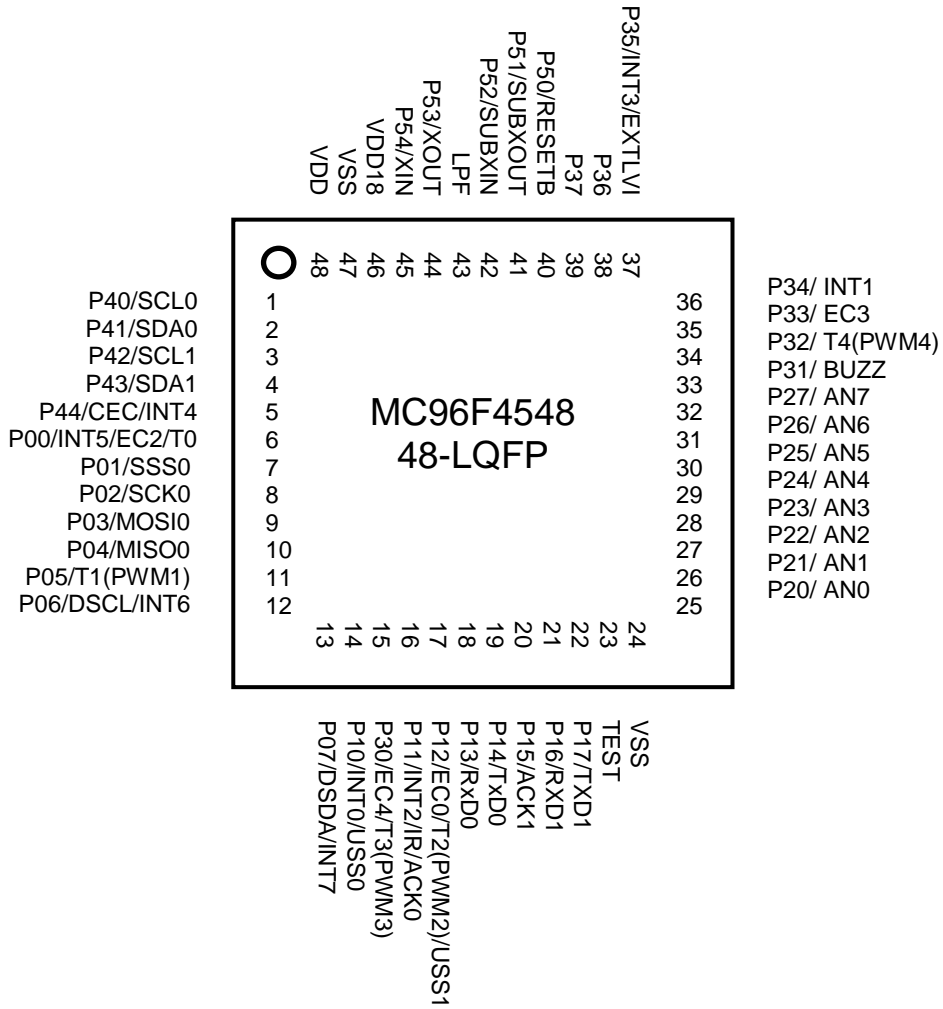 VDD
VSS
VDD18
P54/XIN
P53/XOUT
LPF
P52/SUBXIN
P51/SUBXOUT
P50/RESETB
P37
P36
P35/INT3/EXTLVI
48
47
46
45
44
43
42
41
40
39
38
37
P40/SCL0
P41/SDA0
P42/SCL1
P43/SDA1
P44/CEC/INT4
P00/INT5/EC2/T0
P01/SSS0
P02/SCK0
P03/MOSI0
P04/MISO0
P05/T1(PWM1)
P06/DSCL/INT6
1
2
3
4
5
6
7
8
9
10
11
12
MC96F4548
48-LQFP
36
35
34
33
32
31
30
29
28
27
26
25
P34/ INT1
P33/ EC3
P32/ T4(PWM4)
P31/ BUZZ
P27/ AN7
P26/ AN6
P25/ AN5
P24/ AN4
P23/ AN3
P22/ AN2
P21/ AN1
P20/ AN0
13
14
15
16
17
18
19
20
21
22
23
24
P07/DSDA/INT7
P10/INT0/USS0
P30/EC4/T3(PWM3)
P11/INT2/IR/ACK0
P12/EC0/T2(PWM2)/USS1
P13/RxD0
P14/TxD0
P15/ACK1
P16/RXD1
P17/TXD1
TEST
VSS